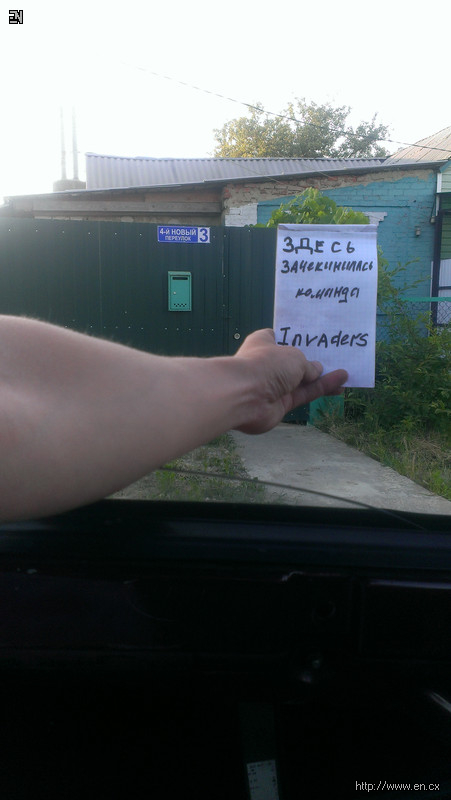 EN
4-й НОВЫЙ
ПЕРЕУЛОК
3
ЗДЕСЬ
ЗАЧЕКИНИЛАСЬ
команда
Invaders
http://www.en.cx